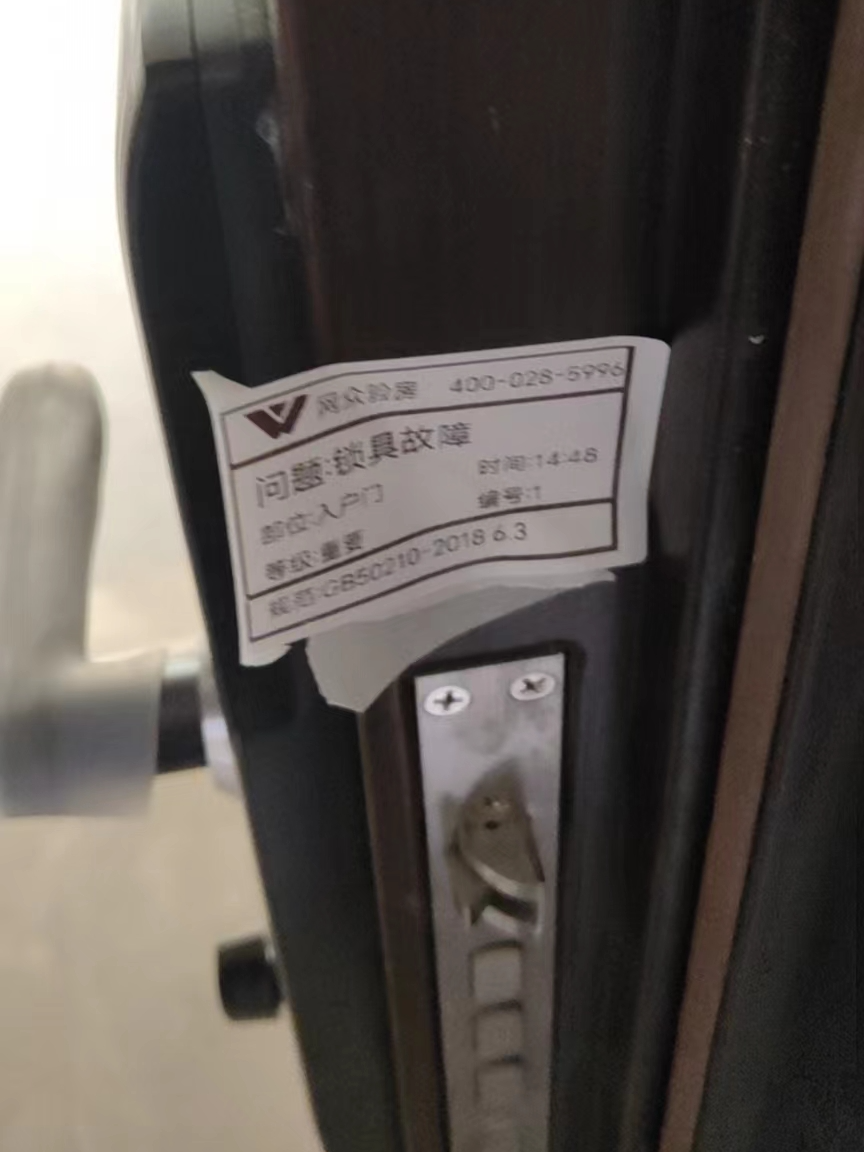 网众验房 400-028-5996
问题:锁具故障
部位:入户门 时间:14:48
等级:重要 编号:1
规范:GB50210-2018 6.3